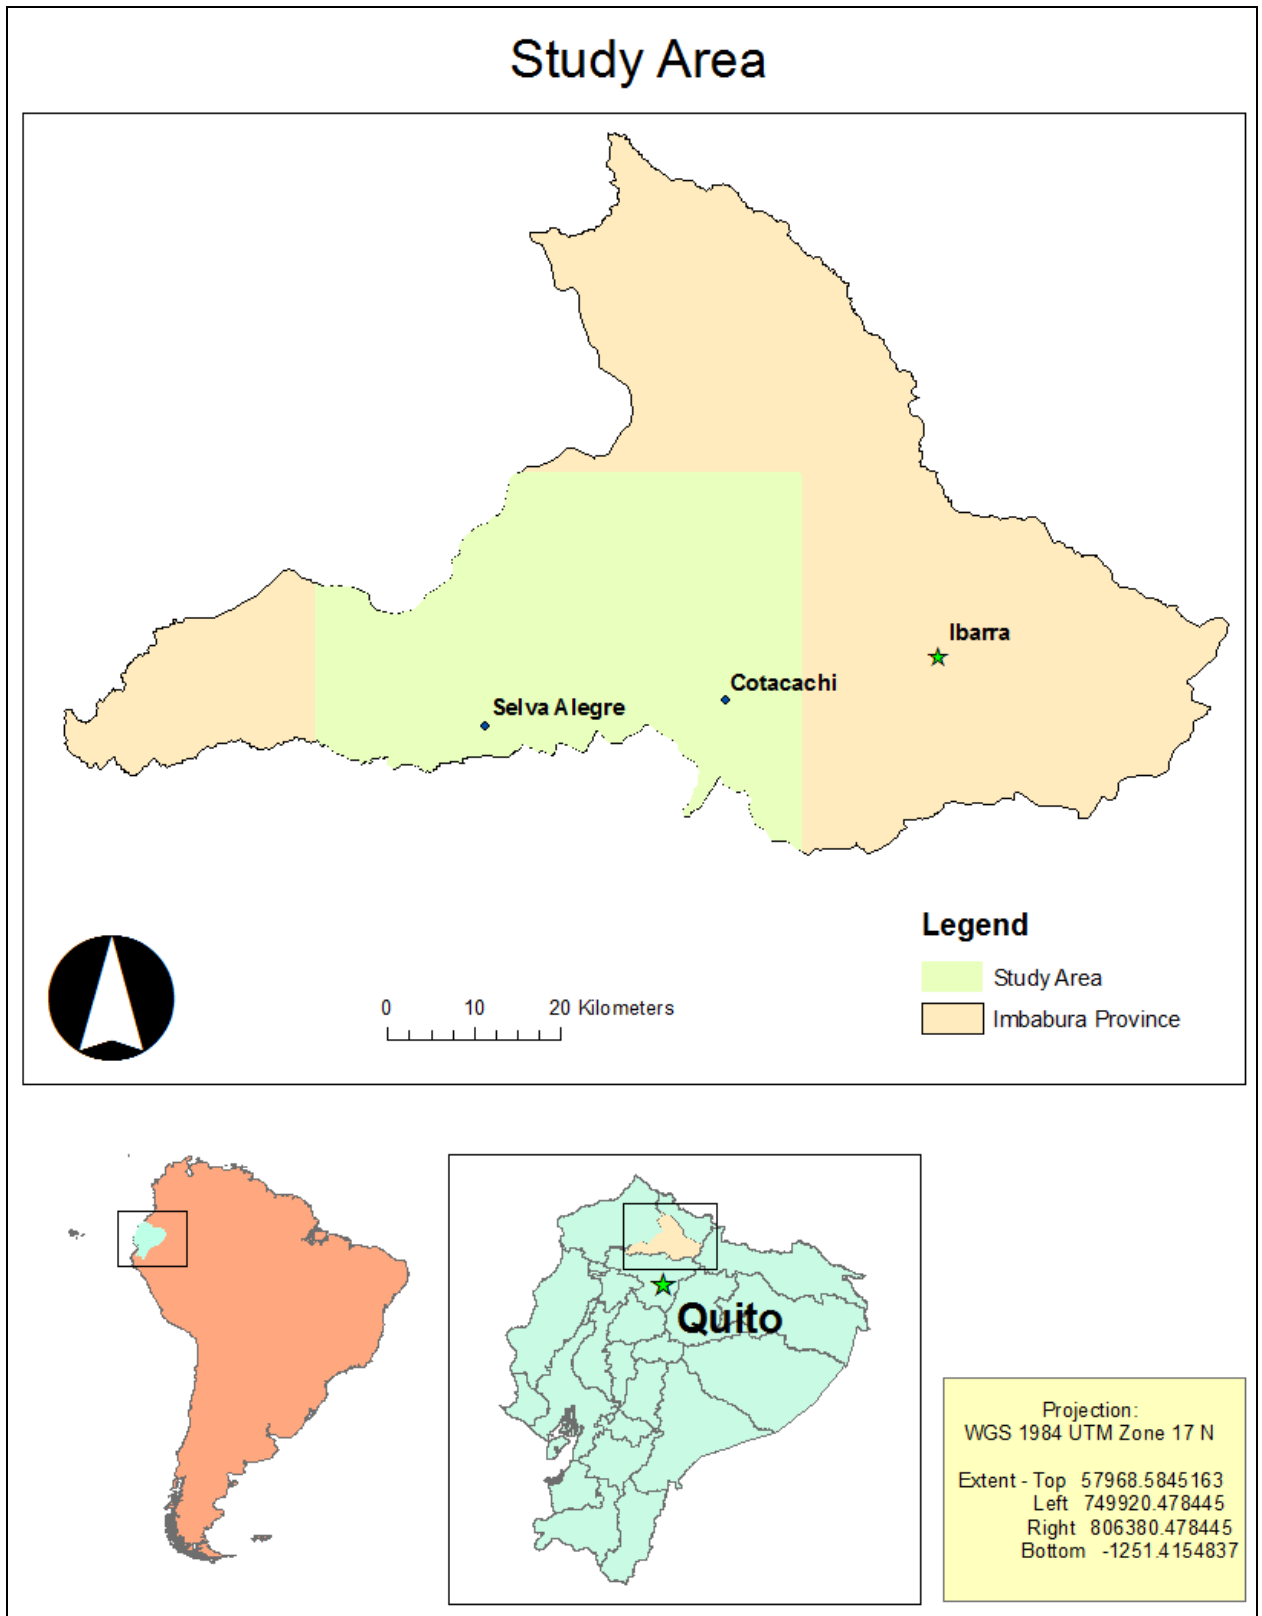 Study Area
Ibarra
Cotacachi
Selva Alegre
Legend
Study Area
Imbabura Province
0 10 20 Kilometers
Quito
Projection:
WGS 1984 UTM Zone 17 N
Extent - Top 57968.5845163
Left 749920.478445
Right 806380.478445
Bottom -1251.4154837